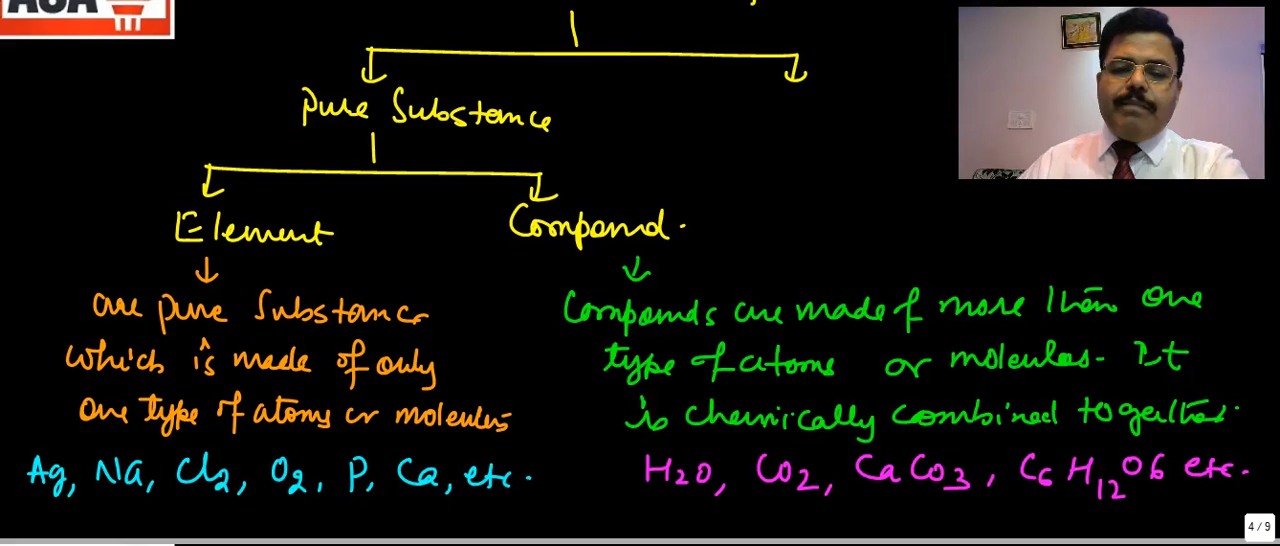 Pure Substance
Element Compound.
are pure Substance Compounds are made of more than one
which is made of only type of atoms or molecules. It
one type of atoms or molecules is chemically combined together.
Ag, Na, Cl2, O2, P, Ca, etc. H2O, CO2, CaCO3, C6H12O6 etc.
4 / 9